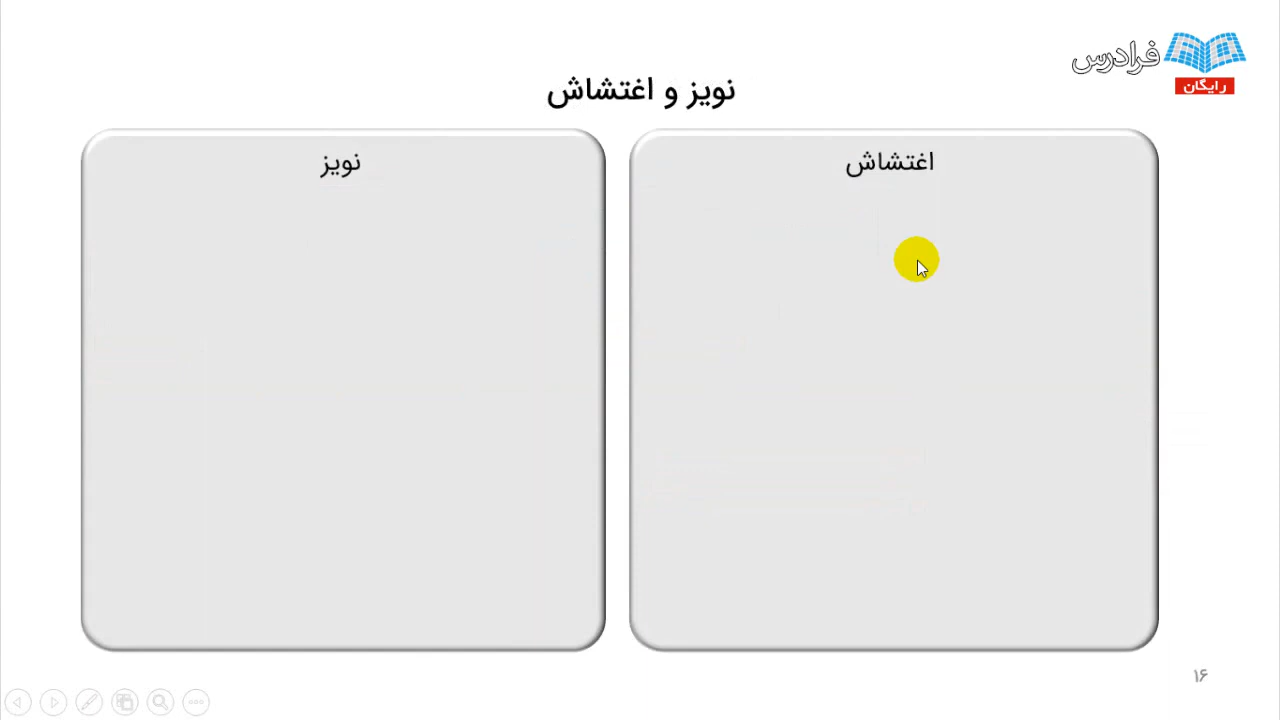 فرادرس
رایگان
نویز و اغتشاش
اغتشاش
نویز
۱۶